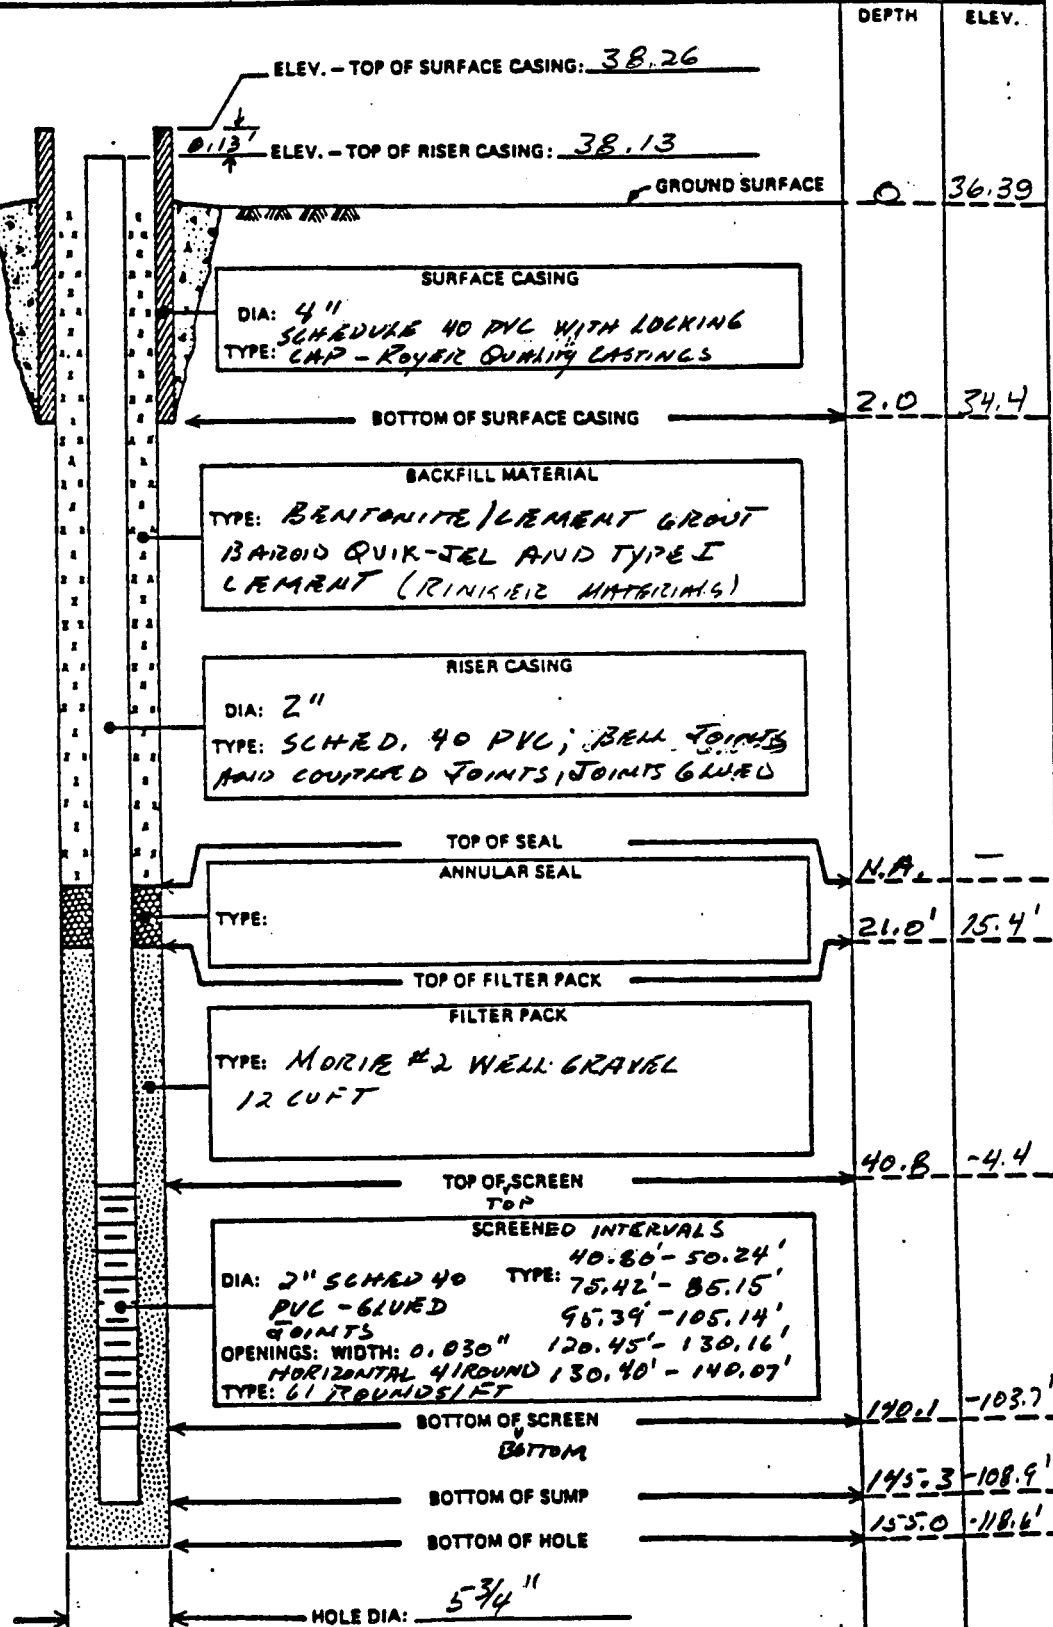 DEPTH ELEV.
ELEV. – TOP OF SURFACE CASING: 38.26
0.13' ELEV. – TOP OF RISER CASING: 38.13
GROUND SURFACE 0 36.39
SURFACE CASING
DIA: 4"
SCHEDULE 40 PVC WITH LOCKING
TYPE: CAP - ROYER QUALITY CASTINGS
BOTTOM OF SURFACE CASING 2.0 34.4
BACKFILL MATERIAL
TYPE: BENTONITE/CEMENT GROUT
BAROID QUIK-JEL AND TYPE I
CEMENT (RINKER MATERIALS)
RISER CASING
DIA: 2"
TYPE: SCHED. 40 PVC; BELL JOINTS
AND COUPLED JOINTS, JOINTS GLUED
TOP OF SEAL N.A. —
ANNULAR SEAL
TYPE:
21.0' 15.4'
TOP OF FILTER PACK
FILTER PACK
TYPE: MORIE #2 WELL GRAVEL
12 CUFT
TOP OF SCREEN 40.8 -4.4
TOP
SCREENED INTERVALS
40.80' - 50.24'
DIA: 2" SCHED 40 TYPE: 75.42' - 85.15'
PVC - GLUED 95.39' - 105.14'
JOINTS
OPENINGS: WIDTH: 0.030" 120.45' - 130.16'
HORIZONTAL 4/ROUND 130.40' - 140.07'
TYPE: 61 ROUNDS/FT
BOTTOM OF SCREEN 140.1 -103.7'
BOTTOM
BOTTOM OF SUMP 145.3 -108.9'
BOTTOM OF HOLE 155.0 -118.6'
HOLE DIA: 5 3/4"